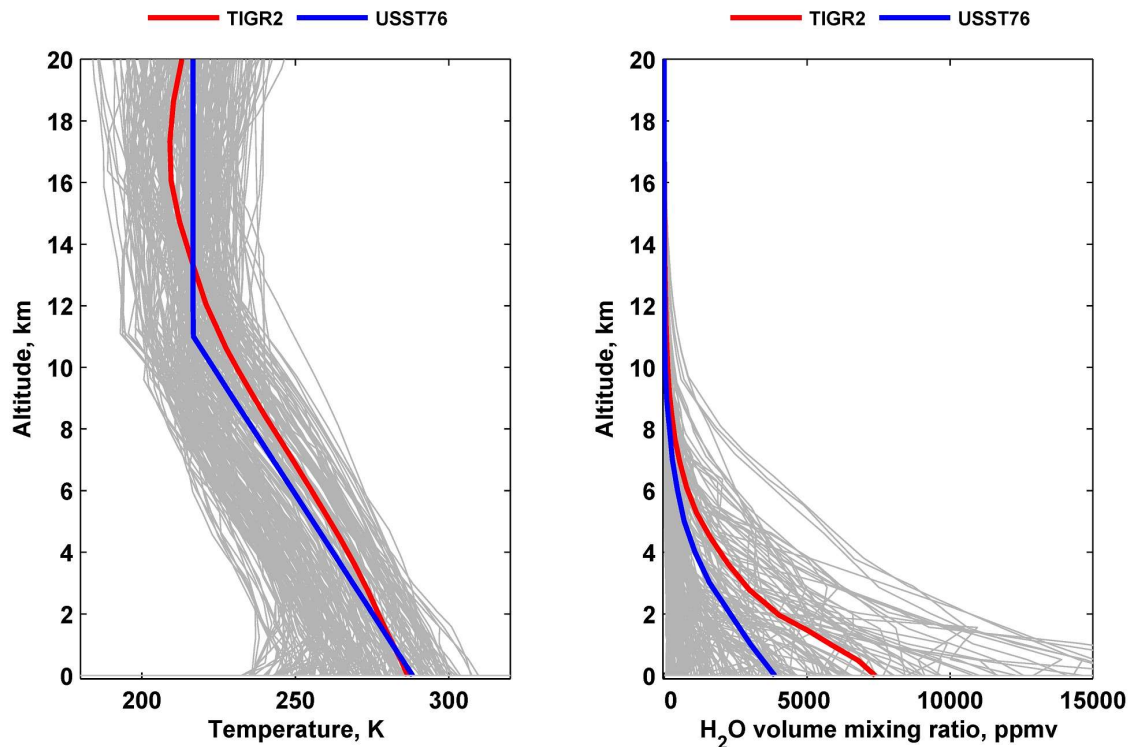 TIGR2 USST76
20
18
16
14
12
10
8
6
4
2
0
Altitude, km
200 250 300
Temperature, K
TIGR2 USST76
20
18
16
14
12
10
8
6
4
2
0
Altitude, km
0 5000 10000 15000
H₂O volume mixing ratio, ppmv